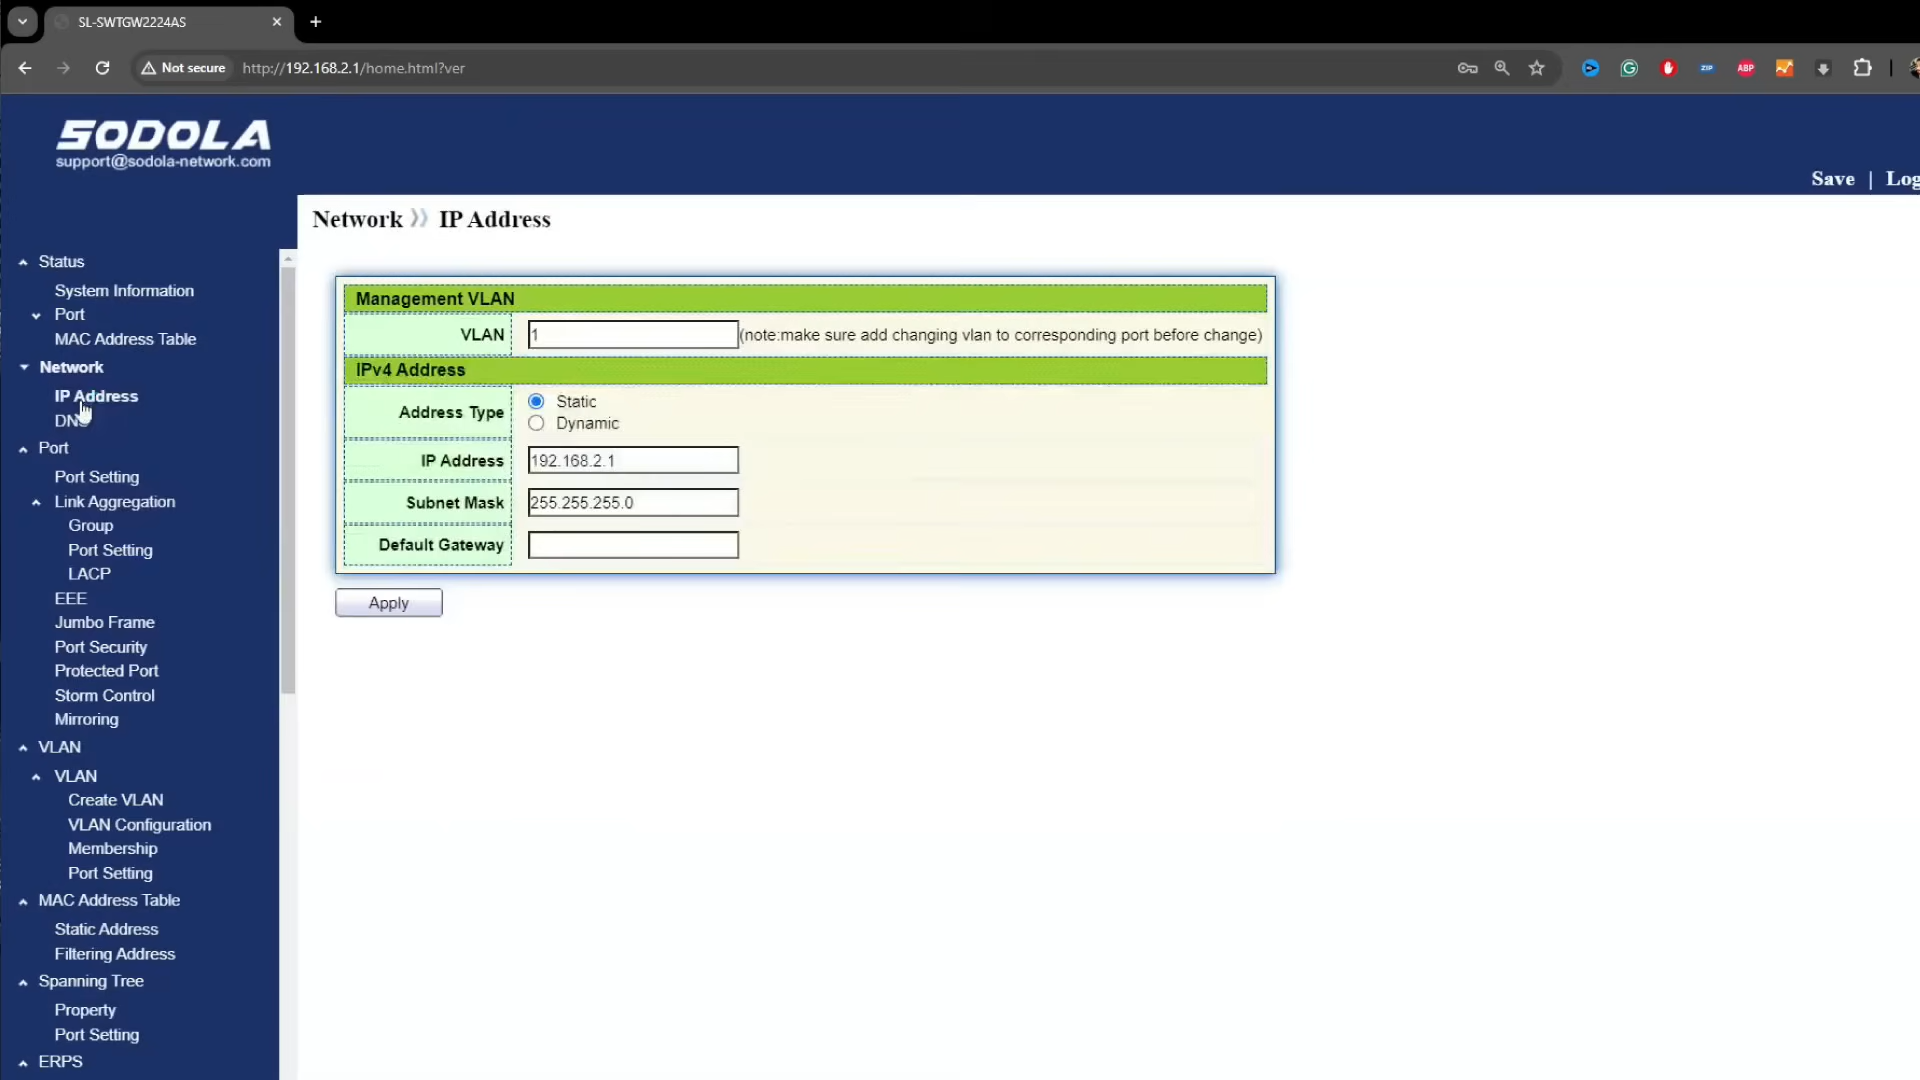 SL-SWTGW2224AS
Not secure
http://192.168.2.1/home.html?ver
ZIP
ABP
SODOLA
support@sodola-network.com
Save | Log
Network » IP Address
Status
System Information
Port
MAC Address Table
Network
IP Address
DNS
Port
Port Setting
Link Aggregation
Group
Port Setting
LACP
EEE
Jumbo Frame
Port Security
Protected Port
Storm Control
Mirroring
VLAN
VLAN
Create VLAN
VLAN Configuration
Membership
Port Setting
MAC Address Table
Static Address
Filtering Address
Spanning Tree
Property
Port Setting
ERPS
Management VLAN
VLAN 1 (note:make sure add changing vlan to corresponding port before change)
IPv4 Address
Address Type
Static
Dynamic
IP Address 192.168.2.1
Subnet Mask 255.255.255.0
Default Gateway
Apply